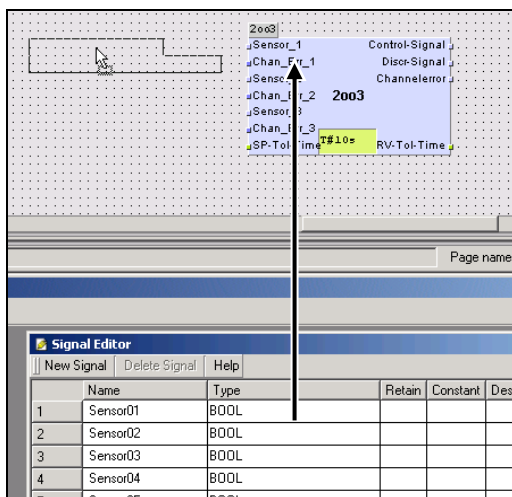 2oo3
Sensor_1 Control-Signal
Chan_Err_1 Discr-Signal
Channelerror
Chan_Err_2 2oo3
Chan_Err_3
T#10s
SP-Tol-Time RV-Tol-Time
Page name
Signal Editor
New Signal Delete Signal Help
Name Type Retain Constant Des
1 Sensor01 BOOL
2 Sensor02 BOOL
3 Sensor03 BOOL
4 Sensor04 BOOL